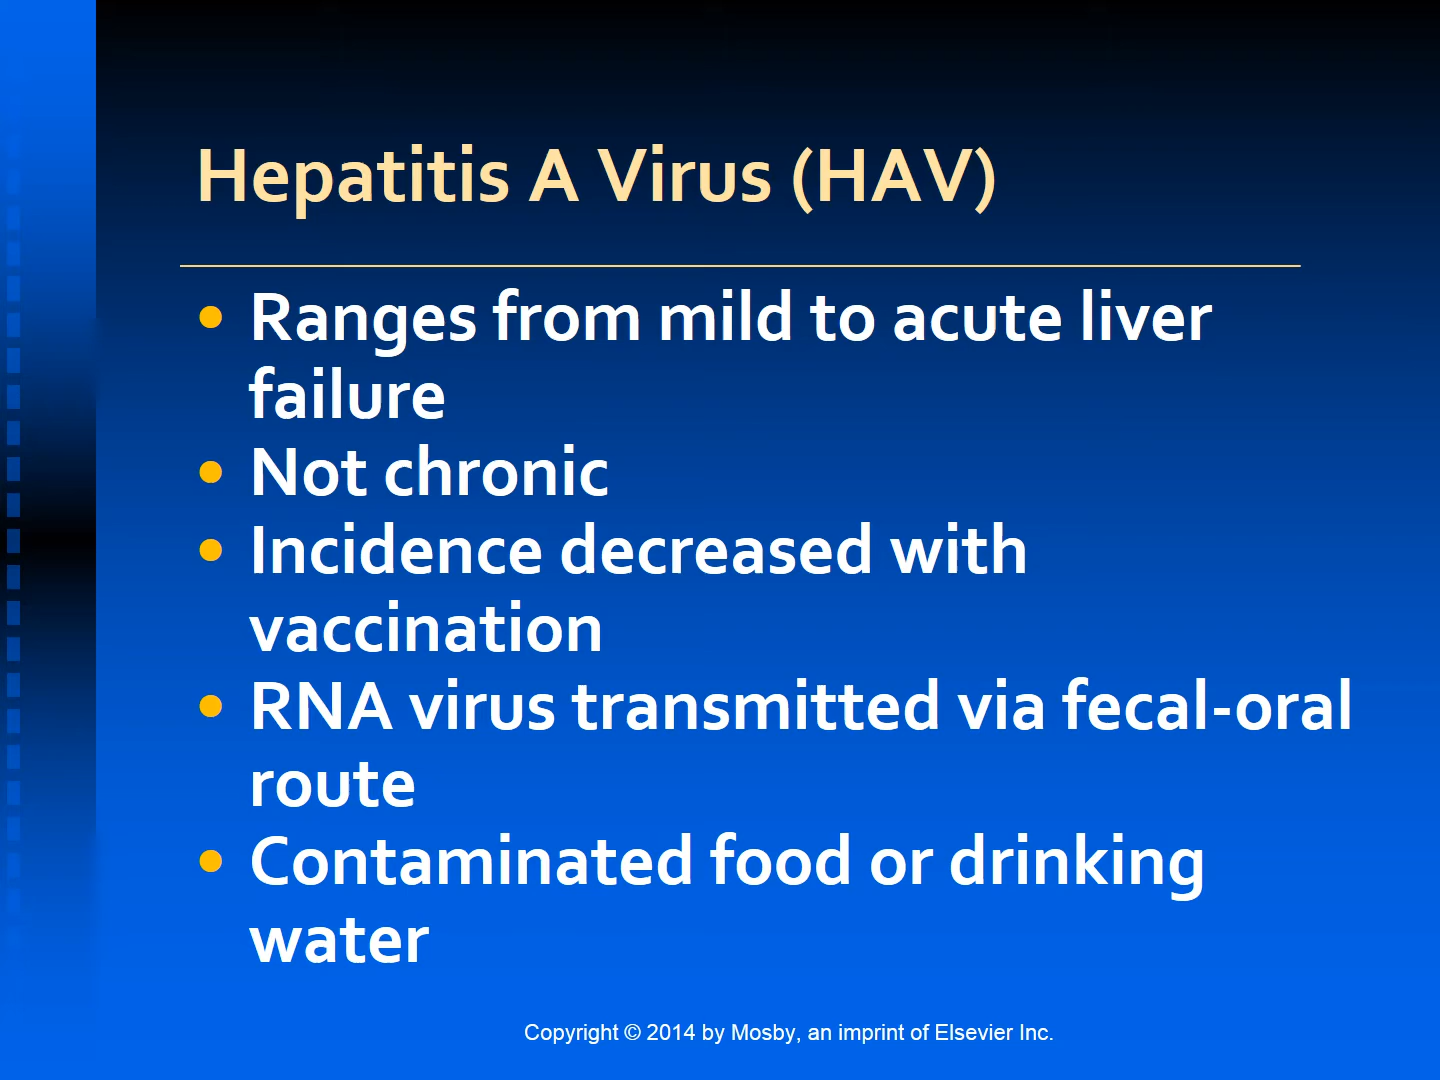 Hepatitis A Virus (HAV)
• Ranges from mild to acute liver
failure
• Not chronic
• Incidence decreased with
vaccination
• RNA virus transmitted via fecal-oral
route
• Contaminated food or drinking
water
Copyright © 2014 by Mosby, an imprint of Elsevier Inc.